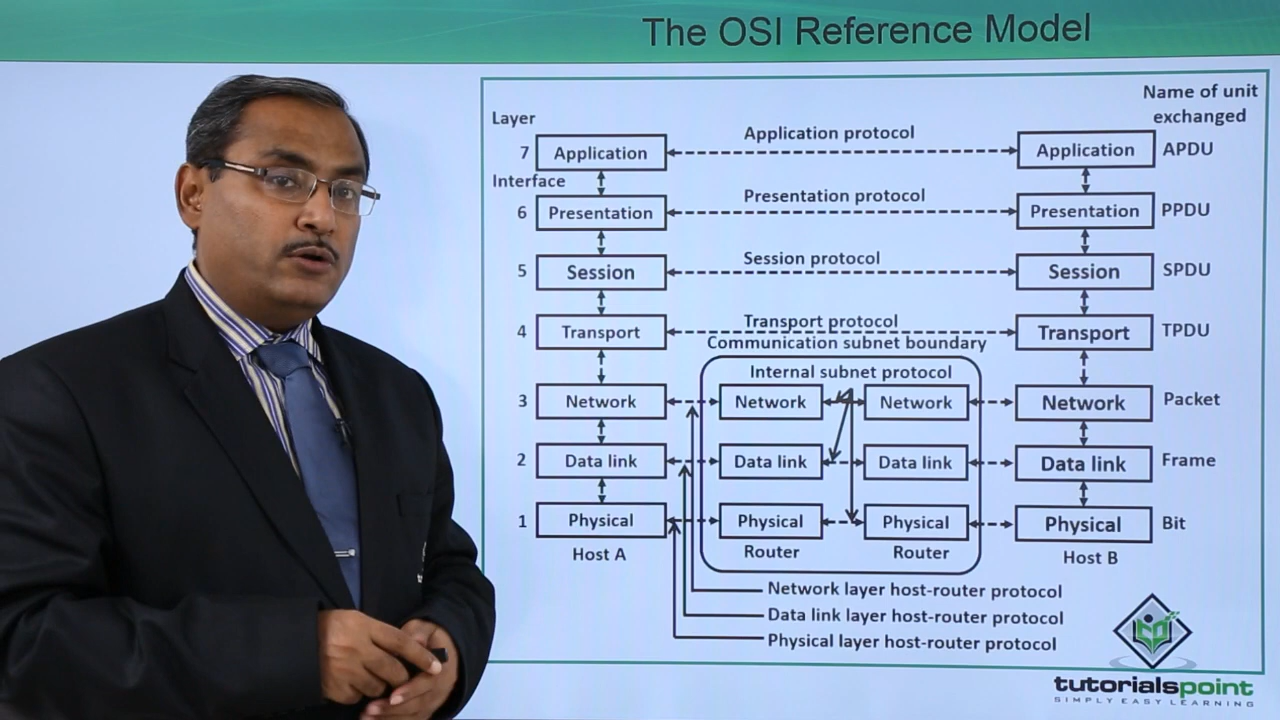 The OSI Reference Model
Name of unit
exchanged
Layer
7 Application Application protocol Application APDU
Interface
6 Presentation Presentation protocol Presentation PPDU
5 Session Session protocol Session SPDU
4 Transport Transport protocol Transport TPDU
Communication subnet boundary
Internal subnet protocol
3 Network Network Network Network Packet
2 Data link Data link Data link Data link Frame
1 Physical Physical Physical Physical Bit
Host A Router Router Host B
Network layer host-router protocol
Data link layer host-router protocol
Physical layer host-router protocol
tutorialspoint
SIMPLY EASY LEARNING